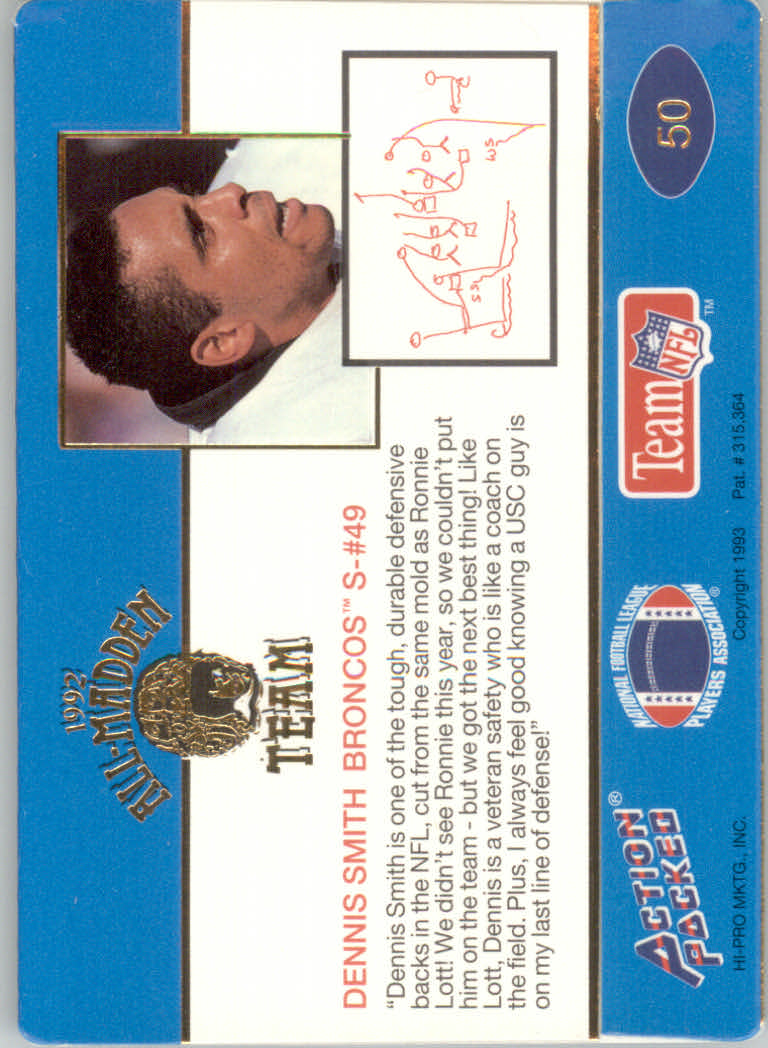 1992
ALL-MADDEN
TEAM
DENNIS SMITH BRONCOS™ S-#49
“Dennis Smith is one of the tough, durable defensive
backs in the NFL, cut from the same mold as Ronnie
Lott! We didn't see Ronnie this year, so we couldn't put
him on the team - but we got the next best thing! Like
Lott, Dennis is a veteran safety who is like a coach on
the field. Plus, I always feel good knowing a USC guy is
on my last line of defense!”
SS
WS
C
C
ACTION
PACKED®
NATIONAL FOOTBALL LEAGUE
PLAYERS ASSOCIATION®
Team NFL™
50
HI-PRO MKTG., INC.
Copyright 1993
Pat. # 315,364